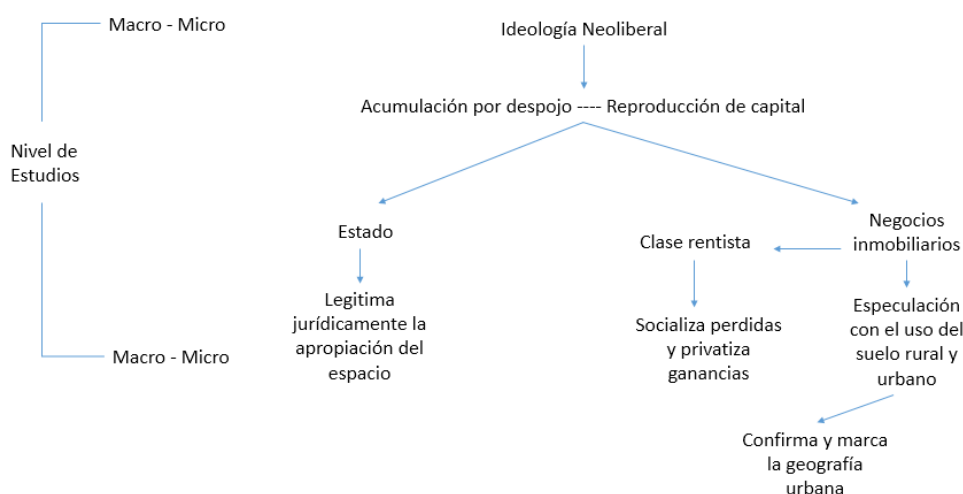 Macro - Micro
Ideología Neoliberal
Acumulación por despojo ---- Reproducción de capital
Nivel de
Estudios
Estado
Clase rentista
Negocios
inmobiliarios
Legitima
jurídicamente la
apropiación del
espacio
Socializa perdidas
y privatiza
ganancias
Especulación
con el uso del
suelo rural y
urbano
Macro - Micro
Confirma y marca
la geografía
urbana